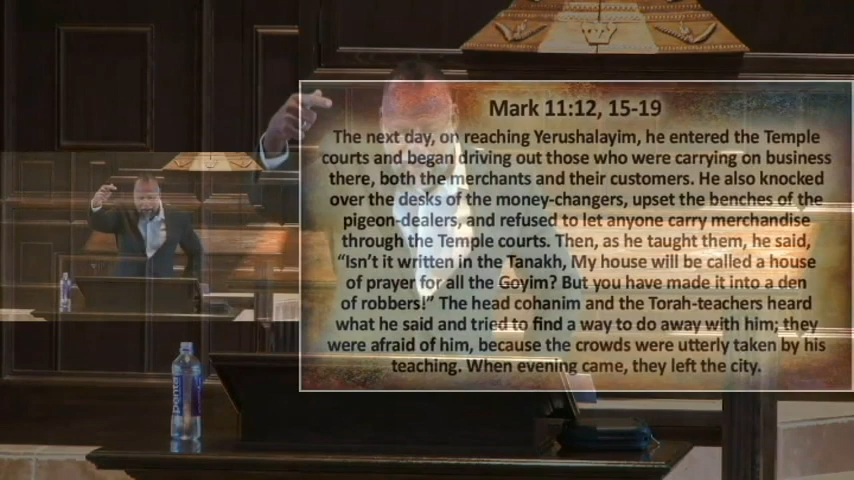 Mark 11:12, 15-19
The next day, on reaching Yerushalayim, he entered the Temple
courts and began driving out those who were carrying on business
there, both the merchants and their customers. He also knocked
over the desks of the money-changers, upset the benches of the
pigeon-dealers, and refused to let anyone carry merchandise
through the Temple courts. Then, as he taught them, he said,
“Isn’t it written in the Tanakh, My house will be called a house
of prayer for all the Goyim? But you have made it into a den
of robbers!” The head cohanim and the Torah-teachers heard
what he said and tried to find a way to do away with him; they
were afraid of him, because the crowds were utterly taken by his
teaching. When evening came, they left the city.